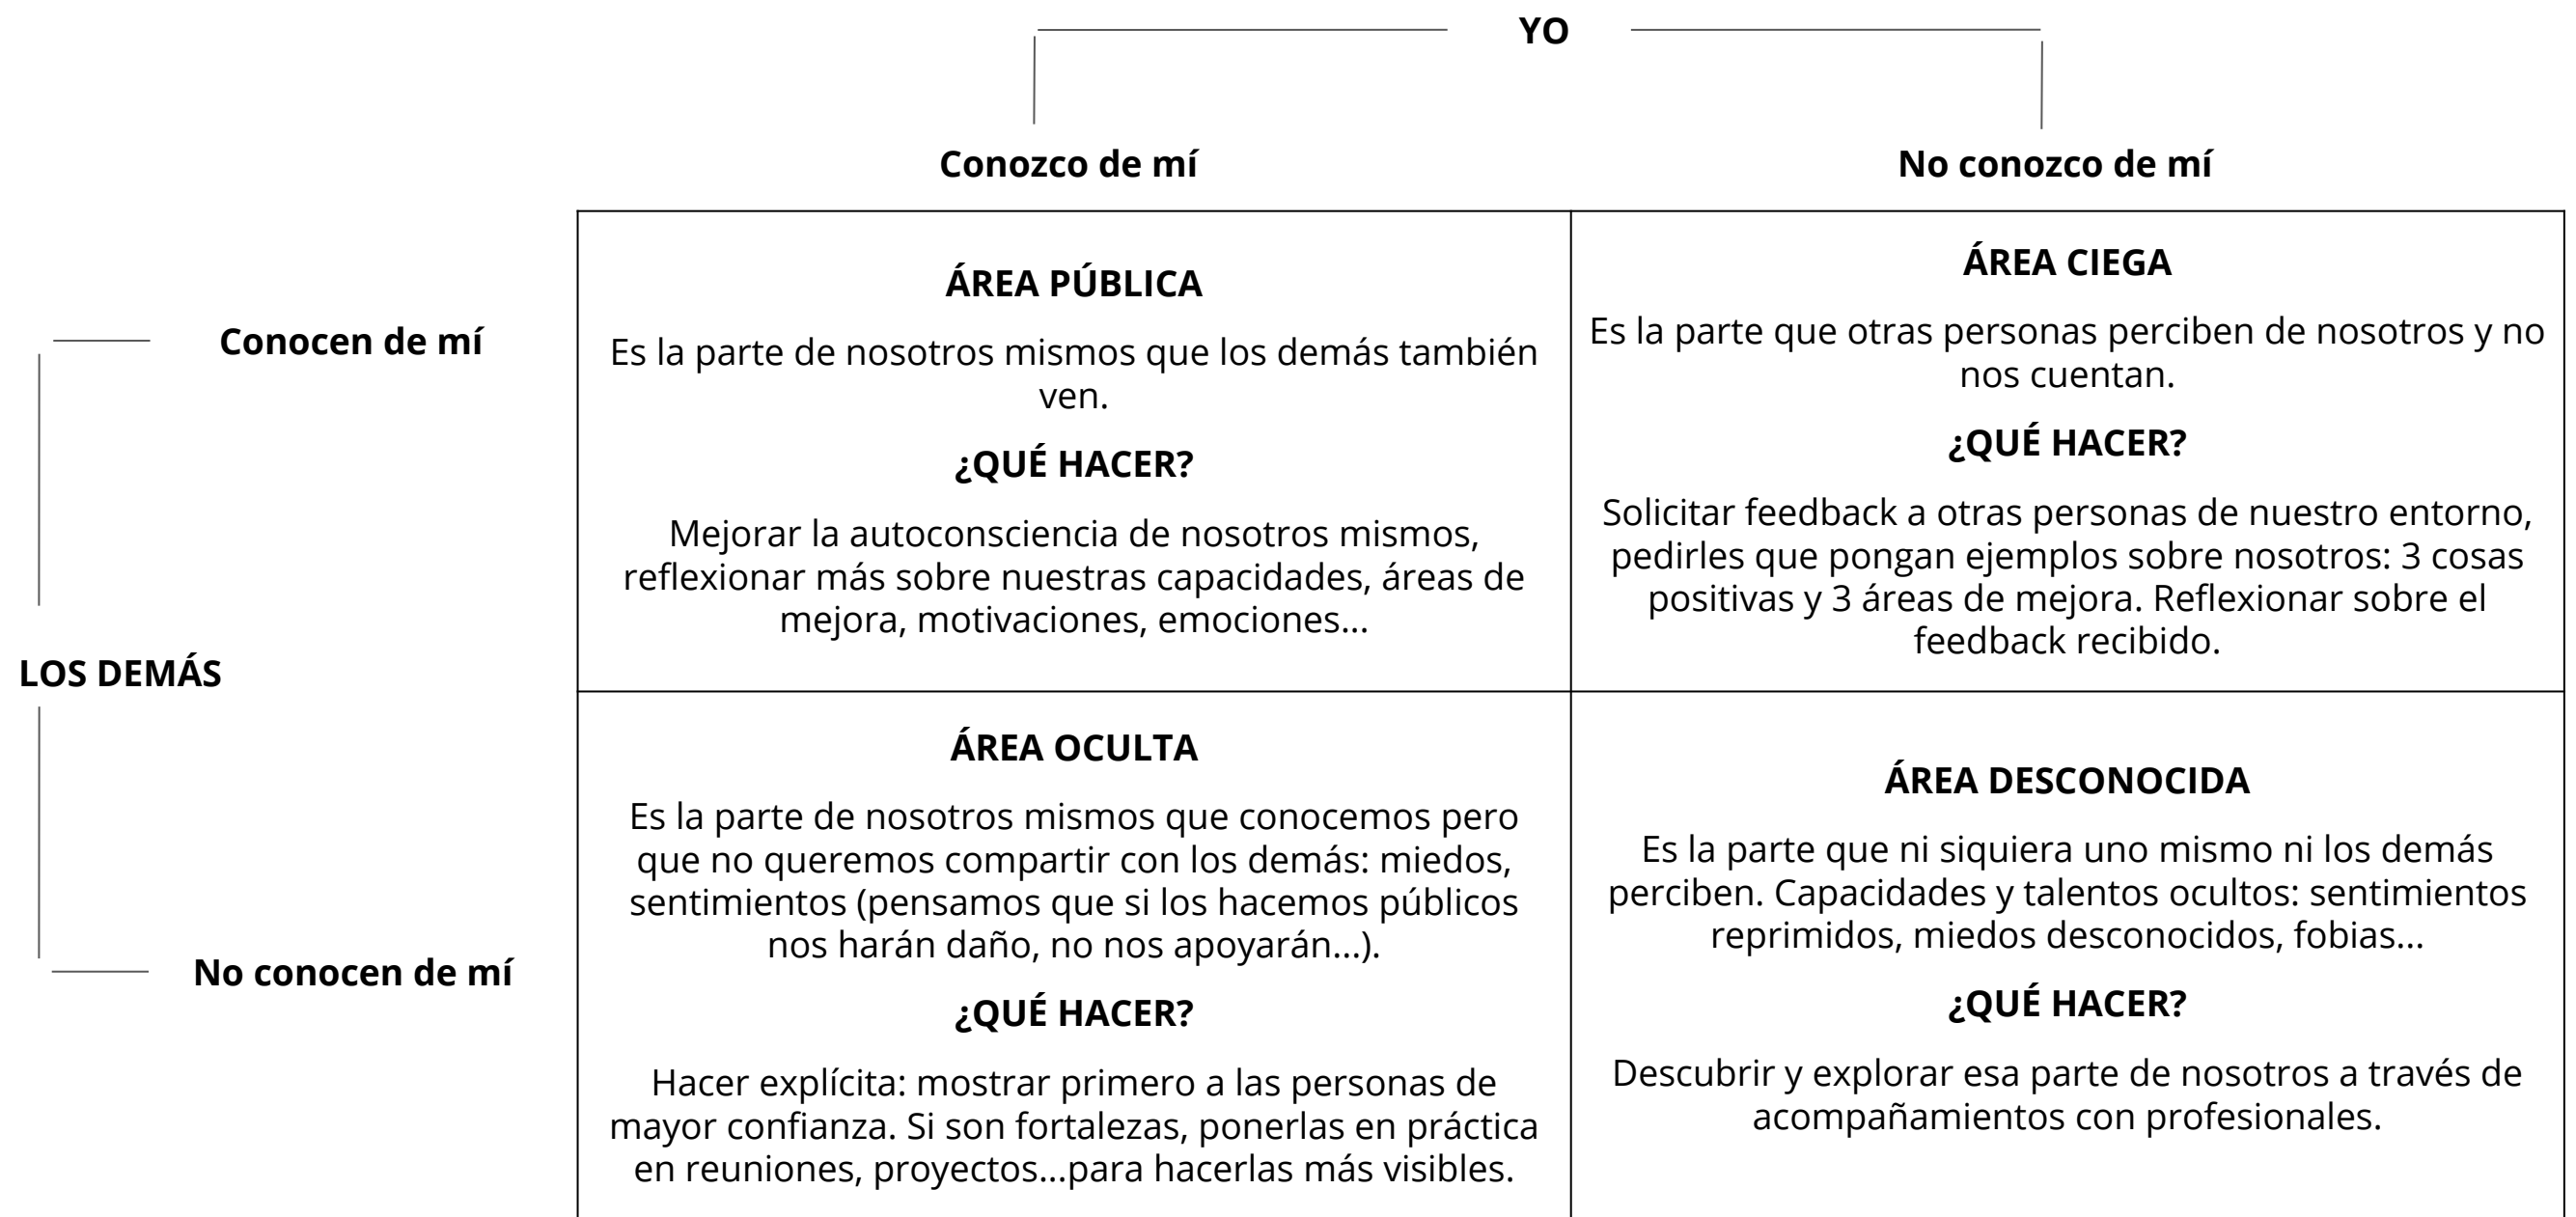 YO
Conozco de mí
No conozco de mí
LOS DEMÁS
Conocen de mí
ÁREA PÚBLICA
Es la parte de nosotros mismos que los demás también
ven.
¿QUÉ HACER?
Mejorar la autoconsciencia de nosotros mismos,
reflexionar más sobre nuestras capacidades, áreas de
mejora, motivaciones, emociones...
ÁREA CIEGA
Es la parte que otras personas perciben de nosotros y no
nos cuentan.
¿QUÉ HACER?
Solicitar feedback a otras personas de nuestro entorno,
pedirles que pongan ejemplos sobre nosotros: 3 cosas
positivas y 3 áreas de mejora. Reflexionar sobre el
feedback recibido.
No conocen de mí
ÁREA OCULTA
Es la parte de nosotros mismos que conocemos pero
que no queremos compartir con los demás: miedos,
sentimientos (pensamos que si los hacemos públicos
nos harán daño, no nos apoyarán...).
¿QUÉ HACER?
Hacer explícita: mostrar primero a las personas de
mayor confianza. Si son fortalezas, ponerlas en práctica
en reuniones, proyectos...para hacerlas más visibles.
ÁREA DESCONOCIDA
Es la parte que ni siquiera uno mismo ni los demás
perciben. Capacidades y talentos ocultos: sentimientos
reprimidos, miedos desconocidos, fobias...
¿QUÉ HACER?
Descubrir y explorar esa parte de nosotros a través de
acompañamientos con profesionales.